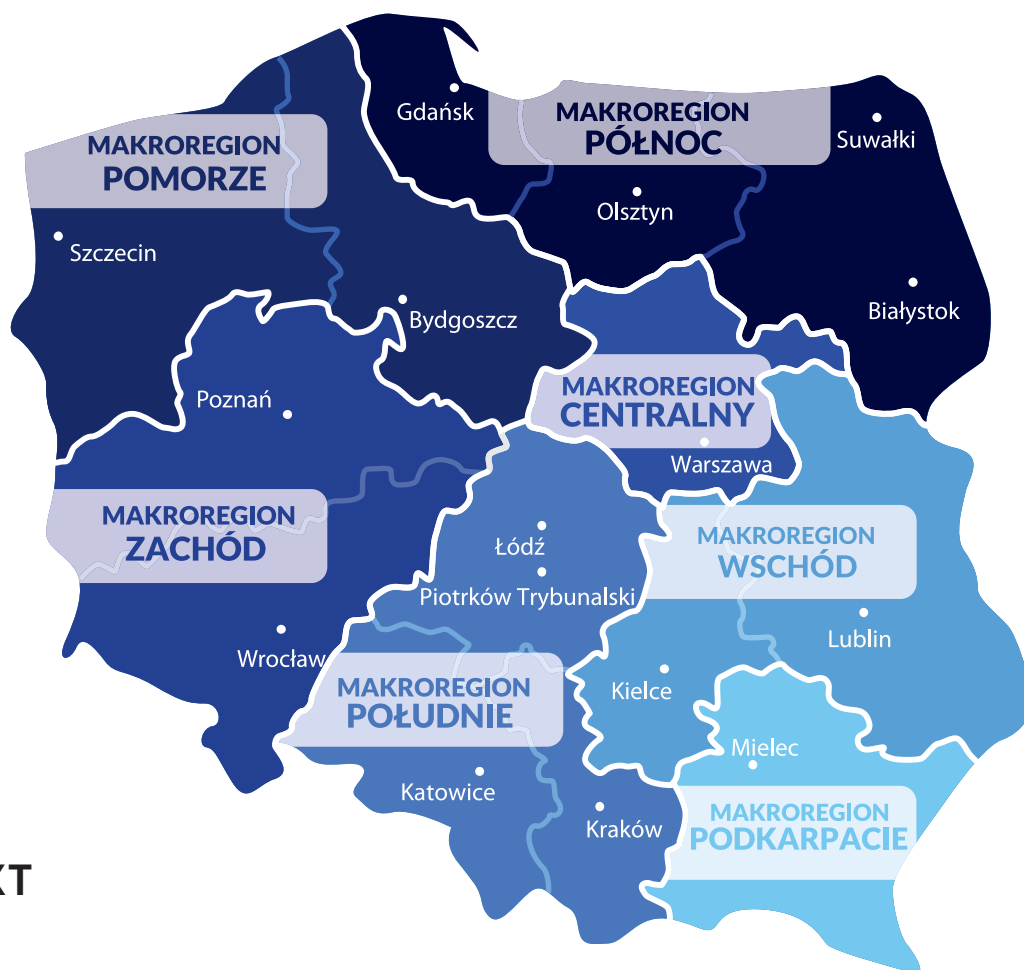 Gdańsk
MAKROREGION
PÓŁNOC
Suwałki
MAKROREGION
POMORZE
Olsztyn
Szczecin
Białystok
Bydgoszcz
MAKROREGION
CENTRALNY
Poznań
Warszawa
MAKROREGION
ZACHÓD
Łódź
MAKROREGION
WSCHÓD
Piotrków Trybunalski
Lublin
Wrocław
Kielce
MAKROREGION
POŁUDNIE
Mielec
Katowice
MAKROREGION
PODKARPACIE
Kraków